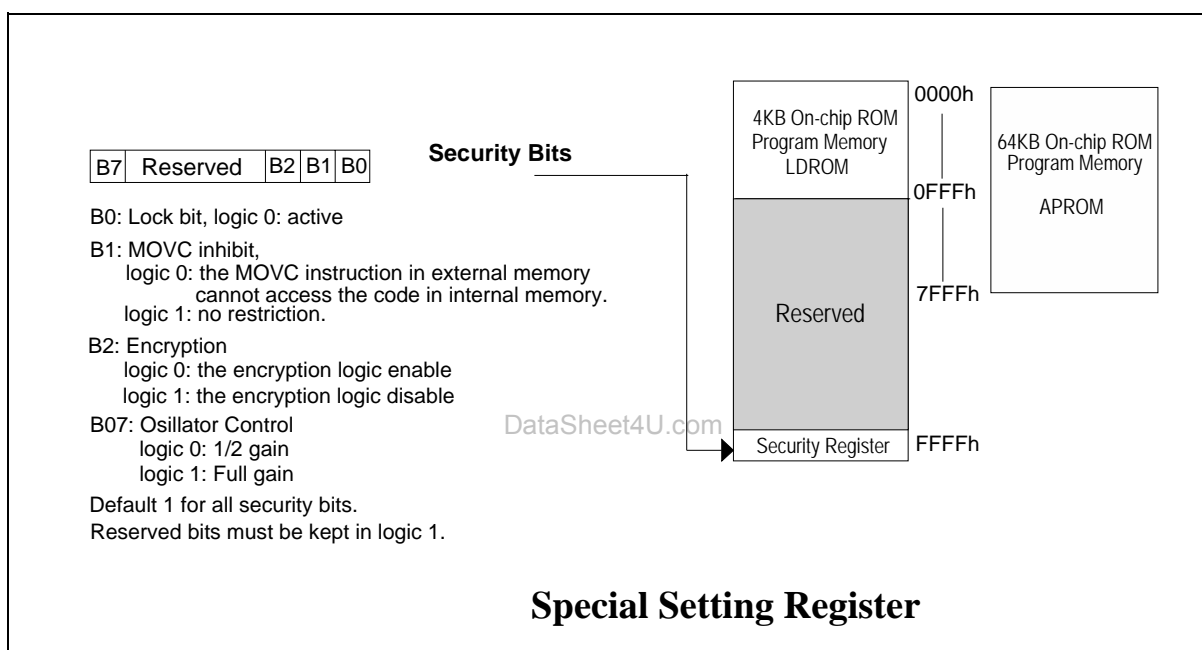 B7 Reserved B2 B1 B0
Security Bits
B0: Lock bit, logic 0: active
B1: MOVC inhibit,
logic 0: the MOVC instruction in external memory
cannot access the code in internal memory.
logic 1: no restriction.
B2: Encryption
logic 0: the encryption logic enable
logic 1: the encryption logic disable
B07: Osillator Control
logic 0: 1/2 gain
logic 1: Full gain
Default 1 for all security bits.
Reserved bits must be kept in logic 1.
4KB On-chip ROM
Program Memory
LDROM
Reserved
Security Register
0000h
0FFFh
7FFFh
FFFFh
64KB On-chip ROM
Program Memory
APROM
DataSheet4U.com
Special Setting Register